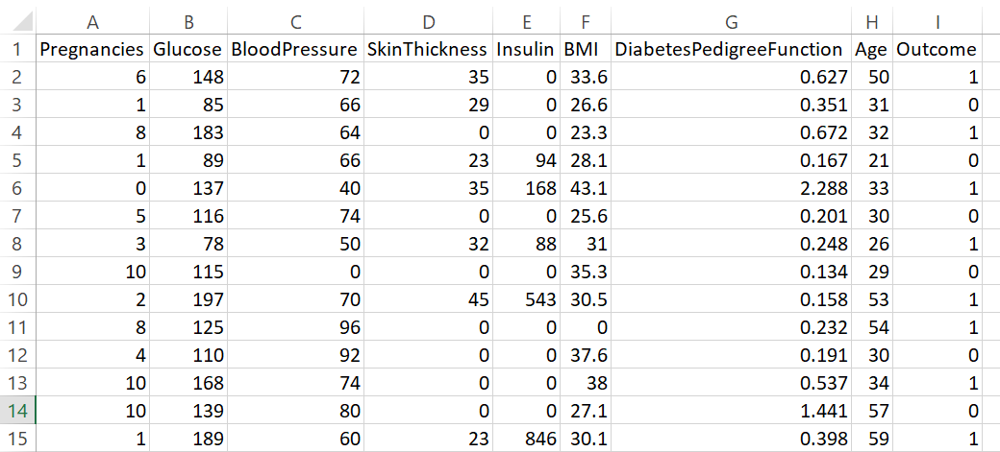 A B C D E F G H I
1 Pregnancies Glucose BloodPressure SkinThickness Insulin BMI DiabetesPedigreeFunction Age Outcome
2 6 148 72 35 0 33.6 0.627 50 1
3 1 85 66 29 0 26.6 0.351 31 0
4 8 183 64 0 0 23.3 0.672 32 1
5 1 89 66 23 94 28.1 0.167 21 0
6 0 137 40 35 168 43.1 2.288 33 1
7 5 116 74 0 0 25.6 0.201 30 0
8 3 78 50 32 88 31 0.248 26 1
9 10 115 0 0 0 35.3 0.134 29 0
10 2 197 70 45 543 30.5 0.158 53 1
11 8 125 96 0 0 0 0.232 54 1
12 4 110 92 0 0 37.6 0.191 30 0
13 10 168 74 0 0 38 0.537 34 1
14 10 139 80 0 0 27.1 1.441 57 0
15 1 189 60 23 846 30.1 0.398 59 1